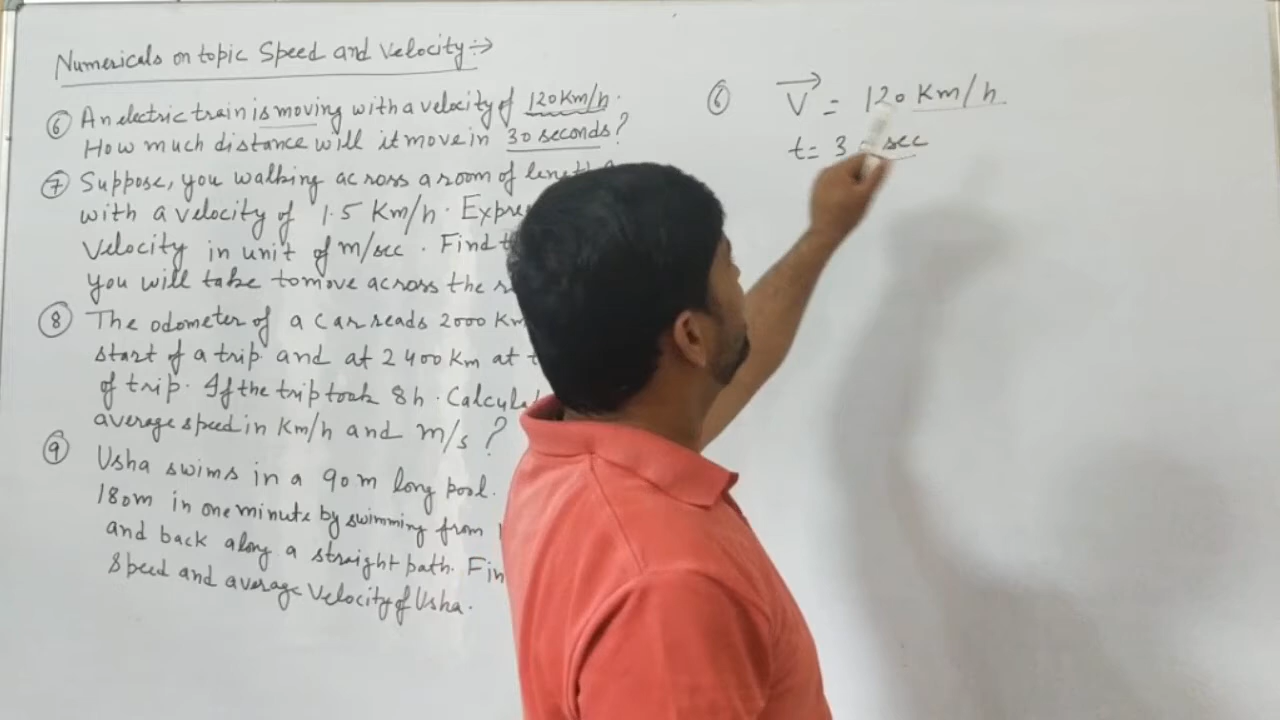 Numericals on topic Speed and Velocity :→
⑥ An electric train is moving with a velocity of 120 Km/h.
How much distance will it move in 30 seconds?
⑦ Suppose, you walking across a room of length
with a velocity of 1.5 Km/h.
Velocity in unit of m/sec. Find
you will take to move across the
⑧ The odometer of a car reads 2000 Km
start of a trip and at 2400 Km at
of trip. If the trip took 8h.
average speed in Km/h and m/s?
⑨ Usha swims in a 90m long pool.
180m in one minute by swimming from
and back along a straight path.
Speed and average Velocity of Usha.
⑥ V⃗ = 120 Km/h
t = 3 sec